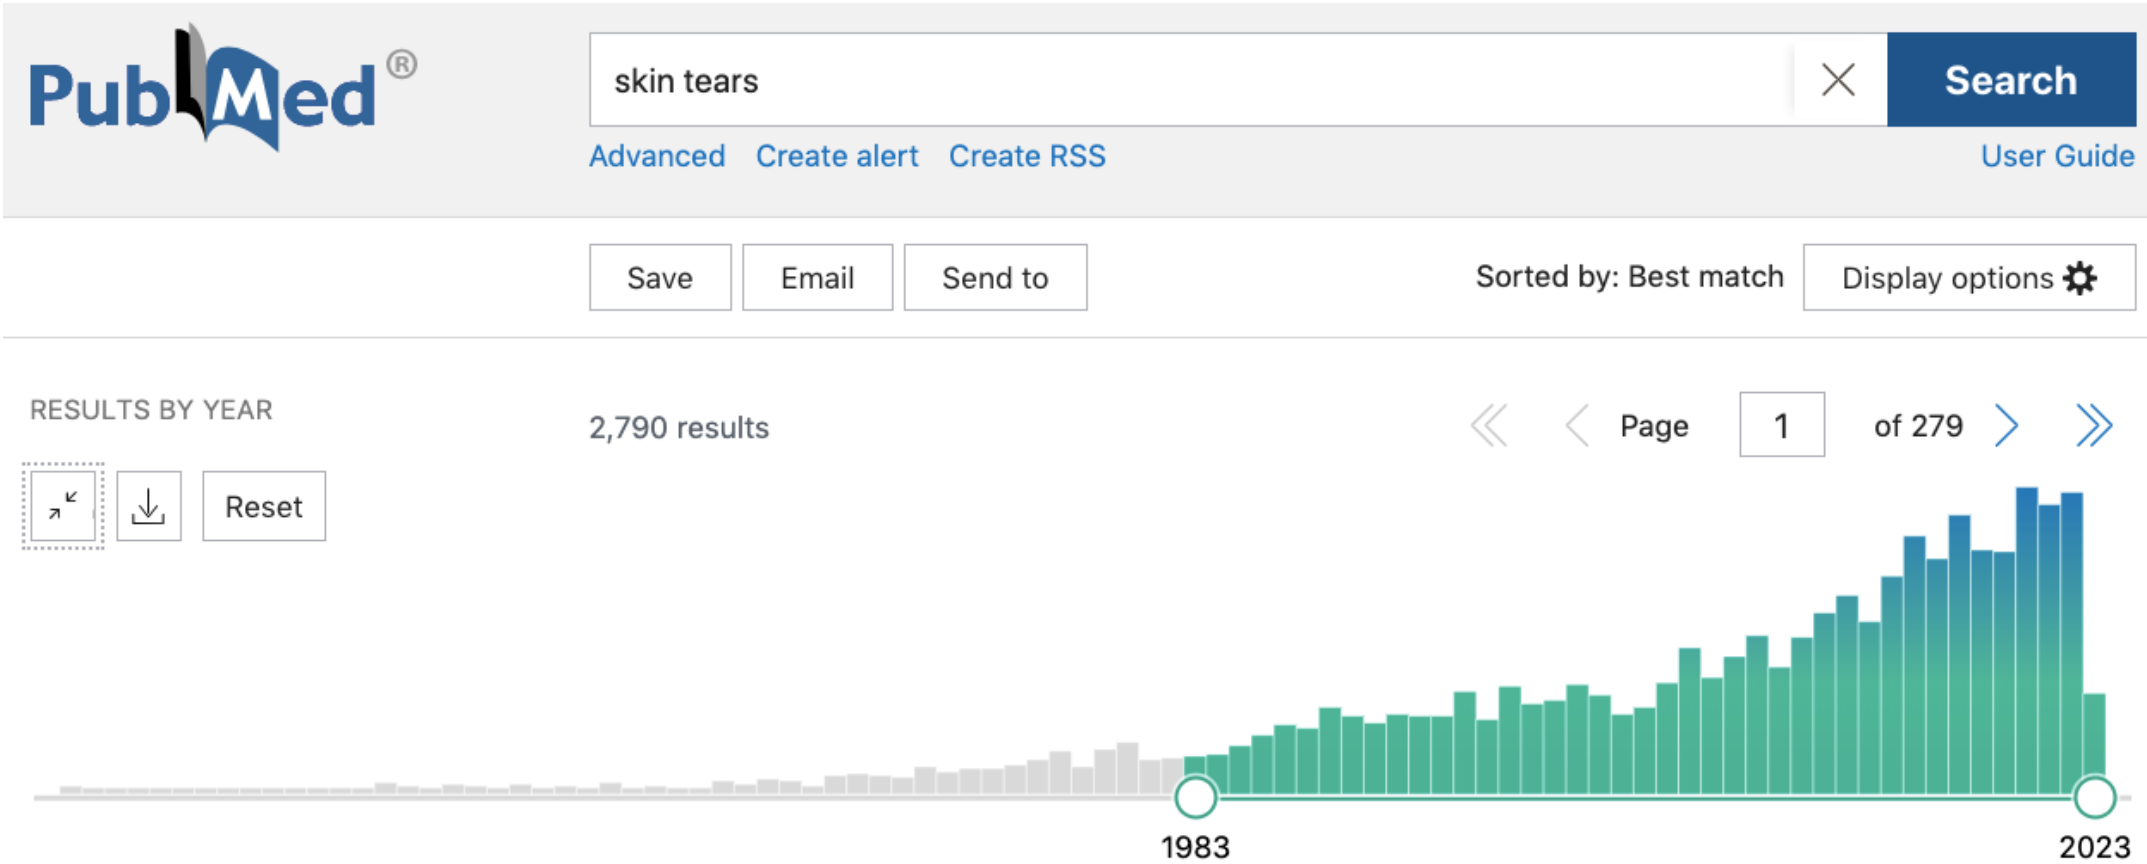 PubMed®
skin tears
Search
Advanced Create alert Create RSS
User Guide
Save Email Send to
Sorted by: Best match
Display options
RESULTS BY YEAR
2,790 results
Page 1 of 279
Reset
1983
2023